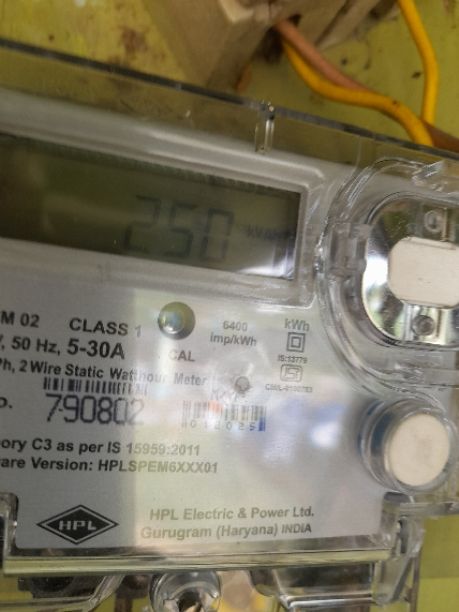 250 kVAh
M 02 CLASS 1
, 50 Hz, 5-30A
CAL
6400
imp/kWh
kWh
IS:13779
Ph, 2 Wire Static Watthour Meter
O. 790802
ory C3 as per IS 15959:2011
are Version: HPLSPEM6XXX01
HPL
HPL Electric & Power Ltd.
Gurugram (Haryana) INDIA